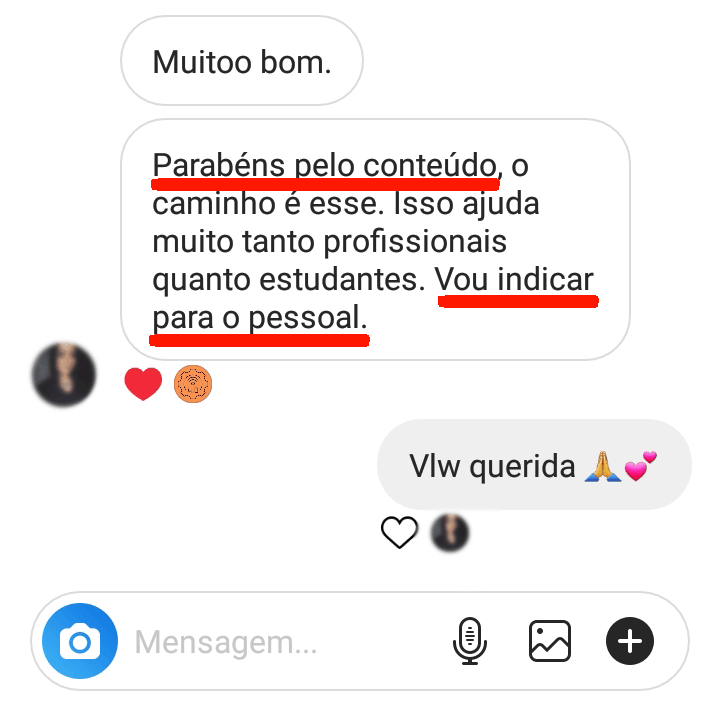 Muitoo bom.
Parabéns pelo conteúdo, o
caminho é esse. Isso ajuda
muito tanto profissionais
quanto estudantes. Vou indicar
para o pessoal.
Vlw querida 🙏💕
Mensagem...